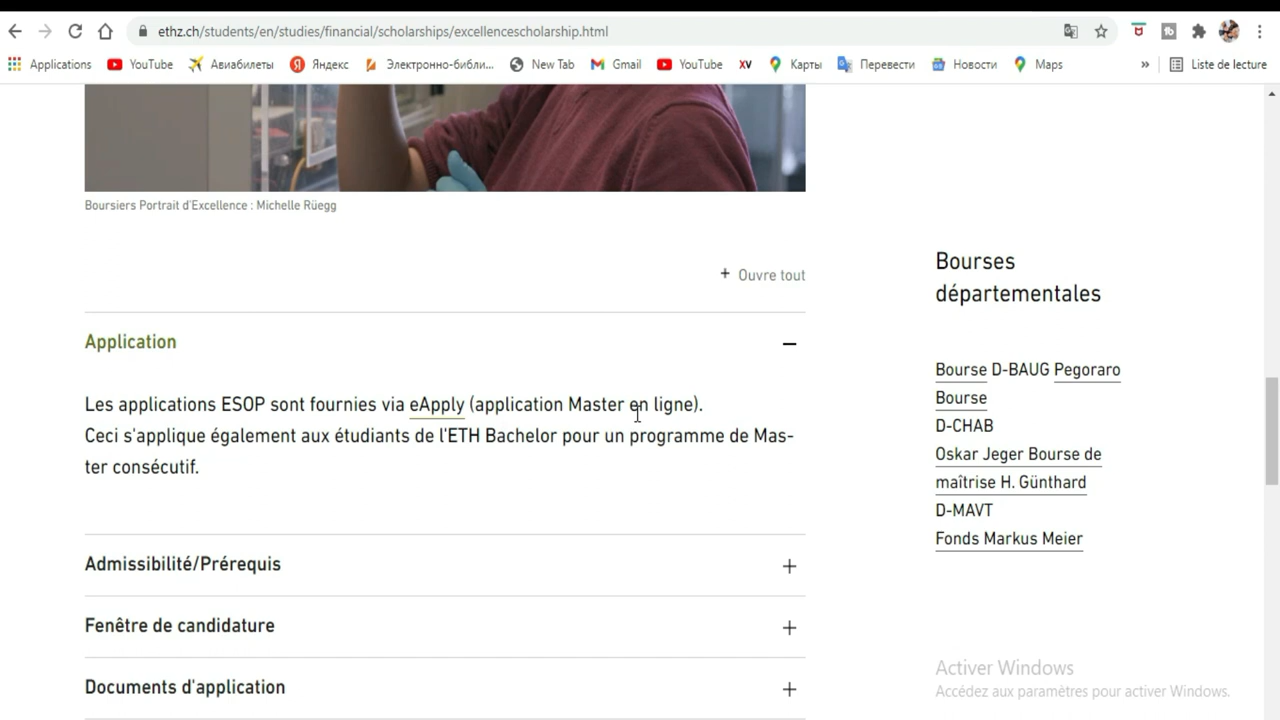 ethz.ch/students/en/studies/financial/scholarships/excellencescholarship.html
Applications YouTube Авиабилеты Яндекс Электронно-библи... New Tab Gmail YouTube XV Карты Перевести Новости Maps » Liste de lecture
Boursiers Portrait d'Excellence : Michelle Rüegg
+ Ouvre tout
Application
Les applications ESOP sont fournies via eApply (application Master en ligne).
Ceci s'applique également aux étudiants de l'ETH Bachelor pour un programme de Mas-
ter consécutif.
Admissibilité/Prérequis
Fenêtre de candidature
Documents d'application
Bourses
départementales
Bourse D-BAUG Pegoraro
Bourse
D-CHAB
Oskar Jeger Bourse de
maîtrise H. Günthard
D-MAVT
Fonds Markus Meier
Activer Windows
Accédez aux paramètres pour activer Windows.